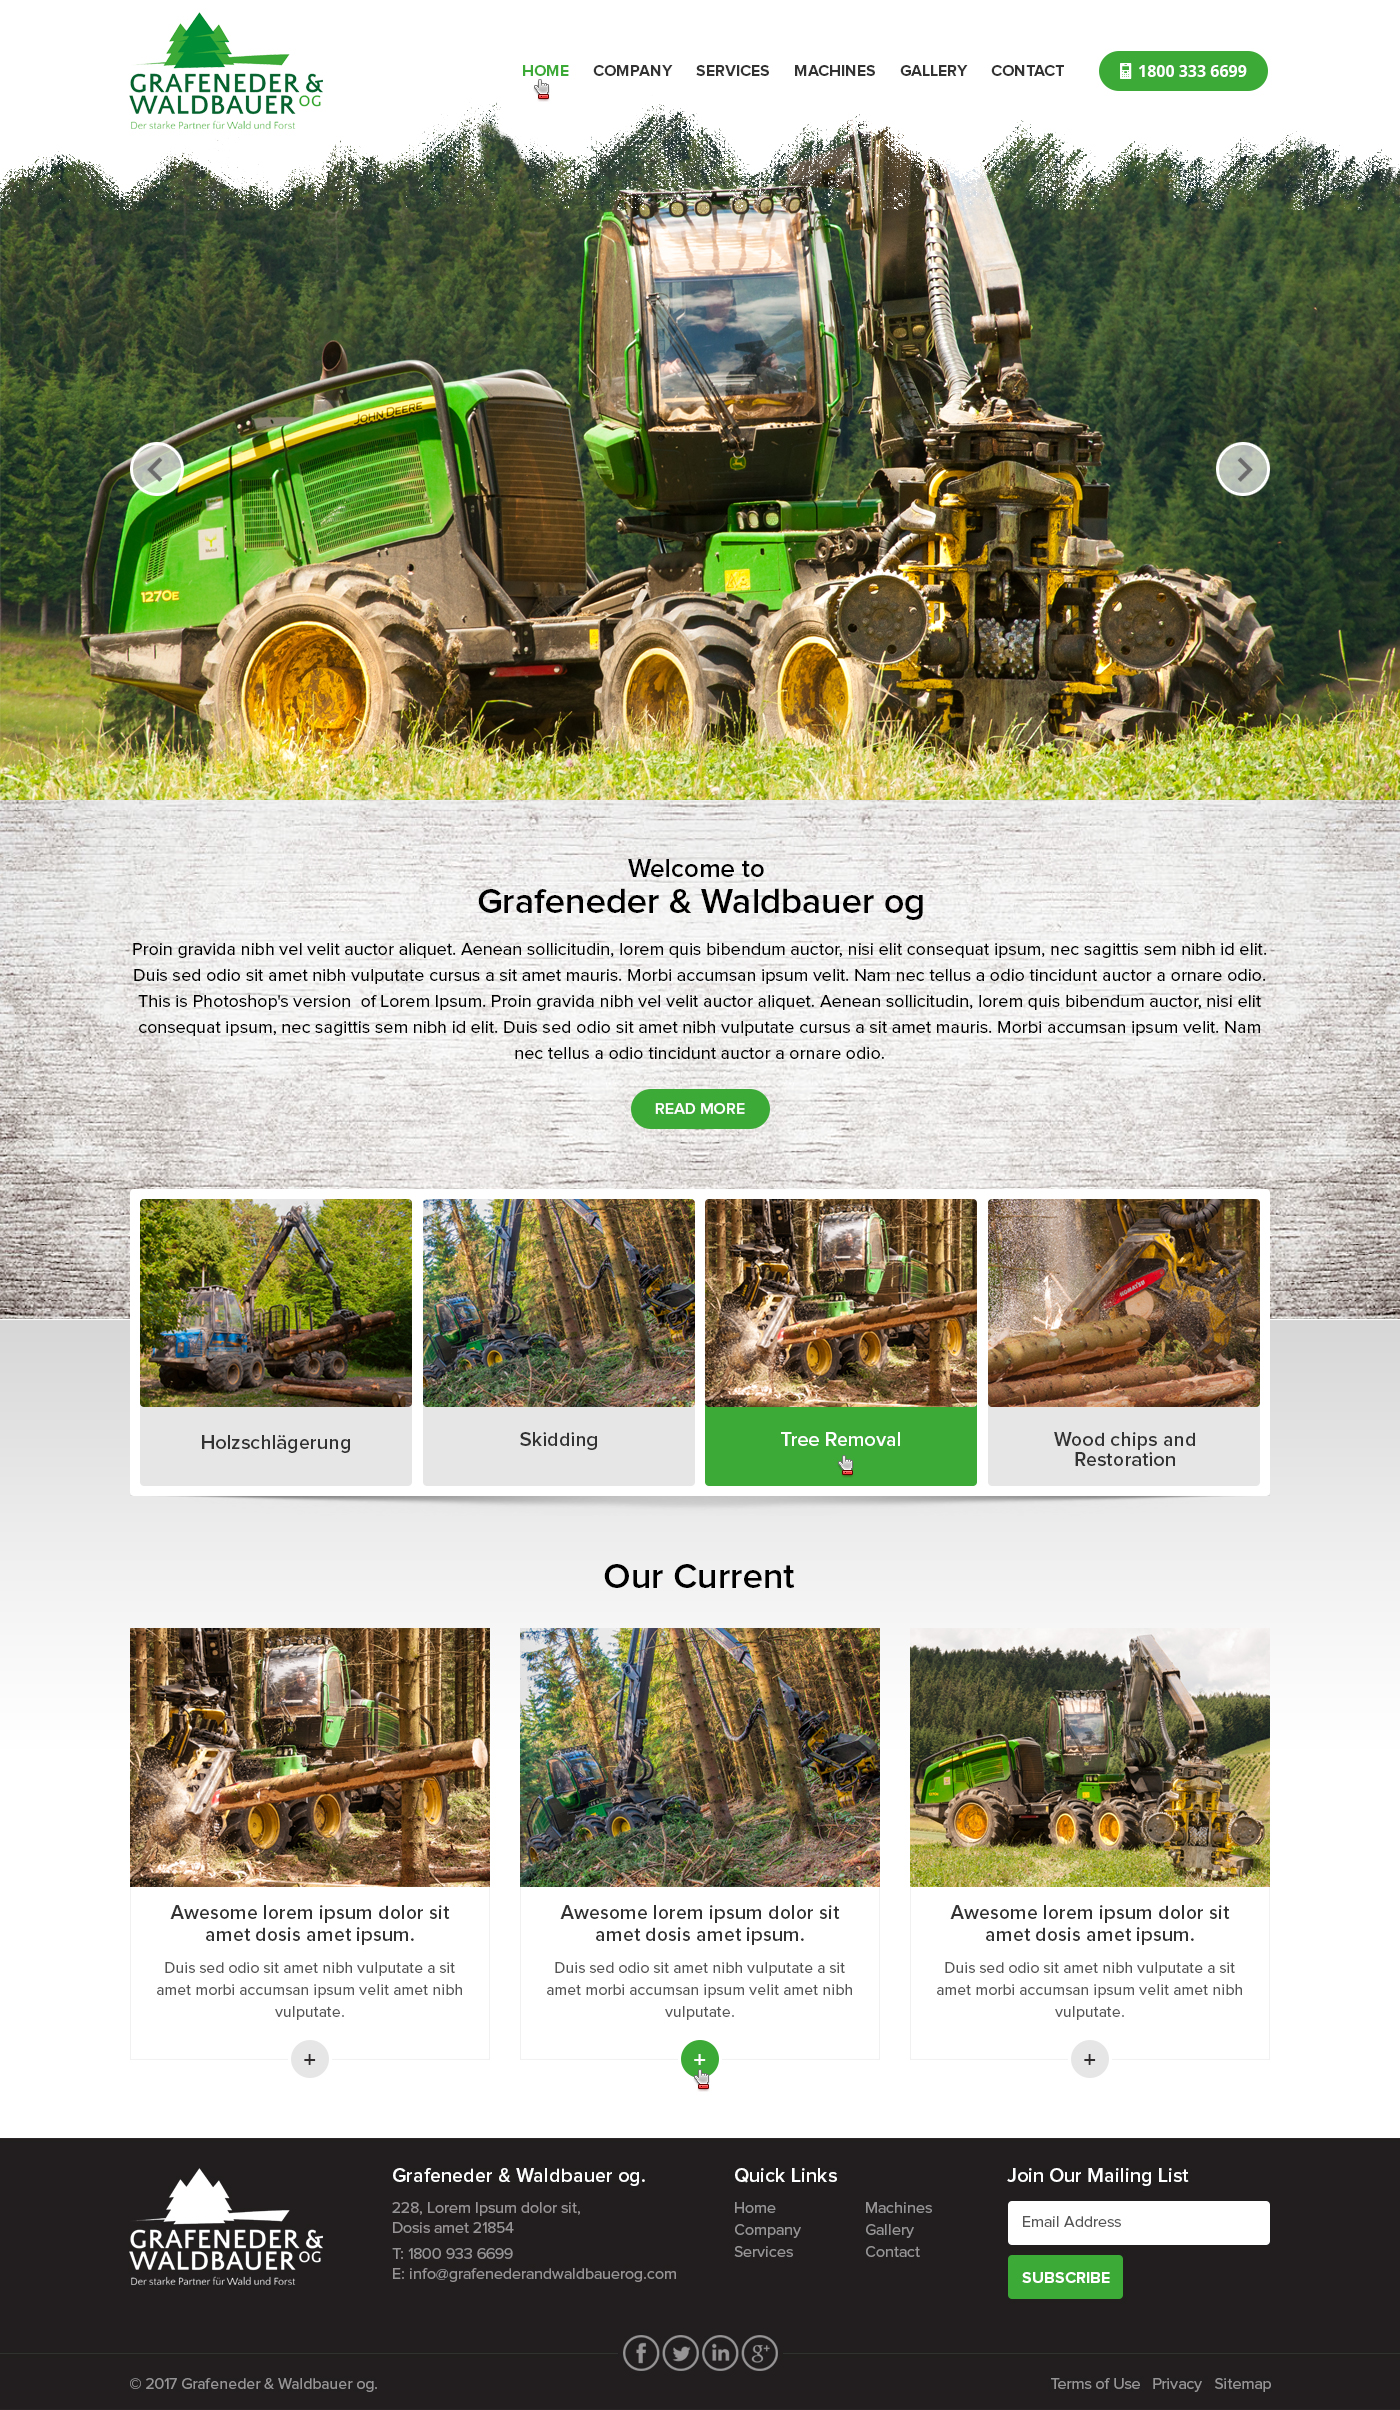 GRAFENEDER &
WALDBAUER OG
Der starke Partner für Wald und Forst
HOME
COMPANY
SERVICES
MACHINES
GALLERY
CONTACT
1800 333 6699
JOHN DEERE
1270E
Welcome to
Grafeneder & Waldbauer og
Proin gravida nibh vel velit auctor aliquet. Aenean sollicitudin, lorem quis bibendum auctor, nisi elit consequat ipsum, nec sagittis sem nibh id elit.
Duis sed odio sit amet nibh vulputate cursus a sit amet mauris. Morbi accumsan ipsum velit. Nam nec tellus a odio tincidunt auctor a ornare odio.
This is Photoshop's version  of Lorem Ipsum. Proin gravida nibh vel velit auctor aliquet. Aenean sollicitudin, lorem quis bibendum auctor, nisi elit
consequat ipsum, nec sagittis sem nibh id elit. Duis sed odio sit amet nibh vulputate cursus a sit amet mauris. Morbi accumsan ipsum velit. Nam
nec tellus a odio tincidunt auctor a ornare odio.
READ MORE
KOMATSU
Holzschlägerung
Skidding
Tree Removal
Wood chips and
Restoration
Our Current
Awesome lorem ipsum dolor sit
amet dosis amet ipsum.
Duis sed odio sit amet nibh vulputate a sit
amet morbi accumsan ipsum velit amet nibh
vulputate.
+
Awesome lorem ipsum dolor sit
amet dosis amet ipsum.
Duis sed odio sit amet nibh vulputate a sit
amet morbi accumsan ipsum velit amet nibh
vulputate.
+
Awesome lorem ipsum dolor sit
amet dosis amet ipsum.
Duis sed odio sit amet nibh vulputate a sit
amet morbi accumsan ipsum velit amet nibh
vulputate.
+
GRAFENEDER &
WALDBAUER OG
Der starke Partner für Wald und Forst
Grafeneder & Waldbauer og.
228, Lorem Ipsum dolor sit,
Dosis amet 21854
T: 1800 933 6699
E: info@grafenederandwaldbauerog.com
Quick Links
Home
Company
Services
Machines
Gallery
Contact
Join Our Mailing List
Email Address
SUBSCRIBE
f
in
g+
© 2017 Grafeneder & Waldbauer og.
Terms of Use
Privacy
Sitemap